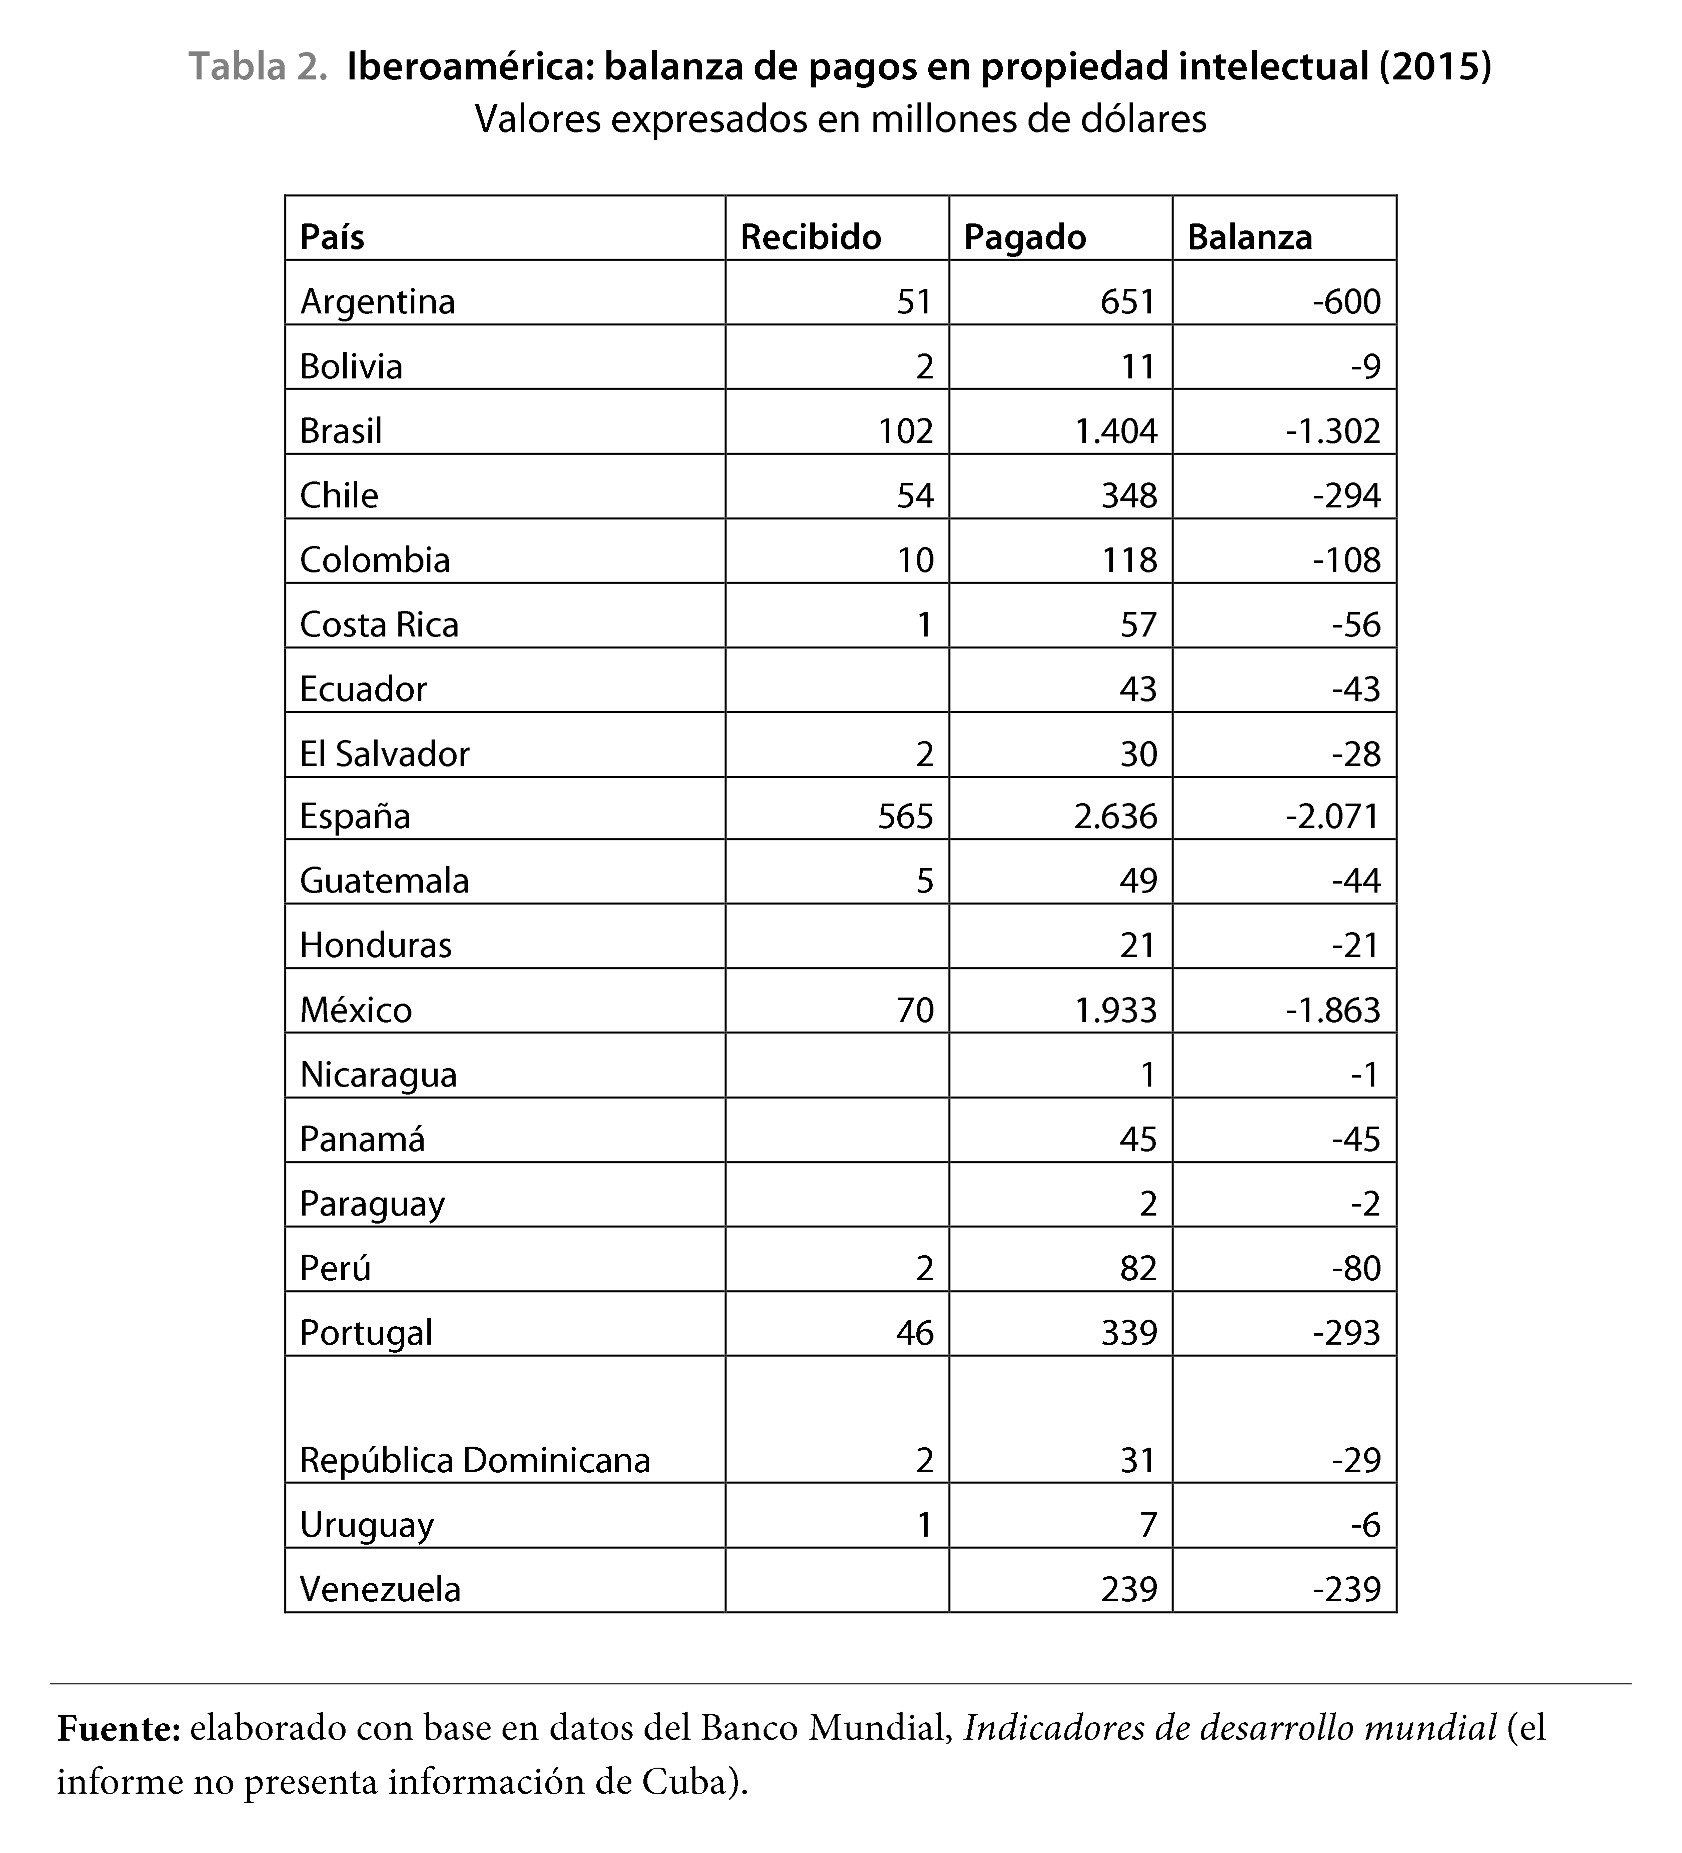 Tabla 2. Iberoamérica: balanza de pagos en propiedad intelectual (2015)
Valores expresados en millones de dólares
País Recibido Pagado Balanza
Argentina 51 651 -600
Bolivia 2 11 -9
Brasil 102 1.404 -1.302
Chile 54 348 -294
Colombia 10 118 -108
Costa Rica 1 57 -56
Ecuador 43 -43
El Salvador 2 30 -28
España 565 2.636 -2.071
Guatemala 5 49 -44
Honduras 21 -21
México 70 1.933 -1.863
Nicaragua 1 -1
Panamá 45 -45
Paraguay 2 -2
Perú 2 82 -80
Portugal 46 339 -293
República Dominicana 2 31 -29
Uruguay 1 7 -6
Venezuela 239 -239
Fuente: elaborado con base en datos del Banco Mundial, Indicadores de desarrollo mundial (el
informe no presenta información de Cuba).